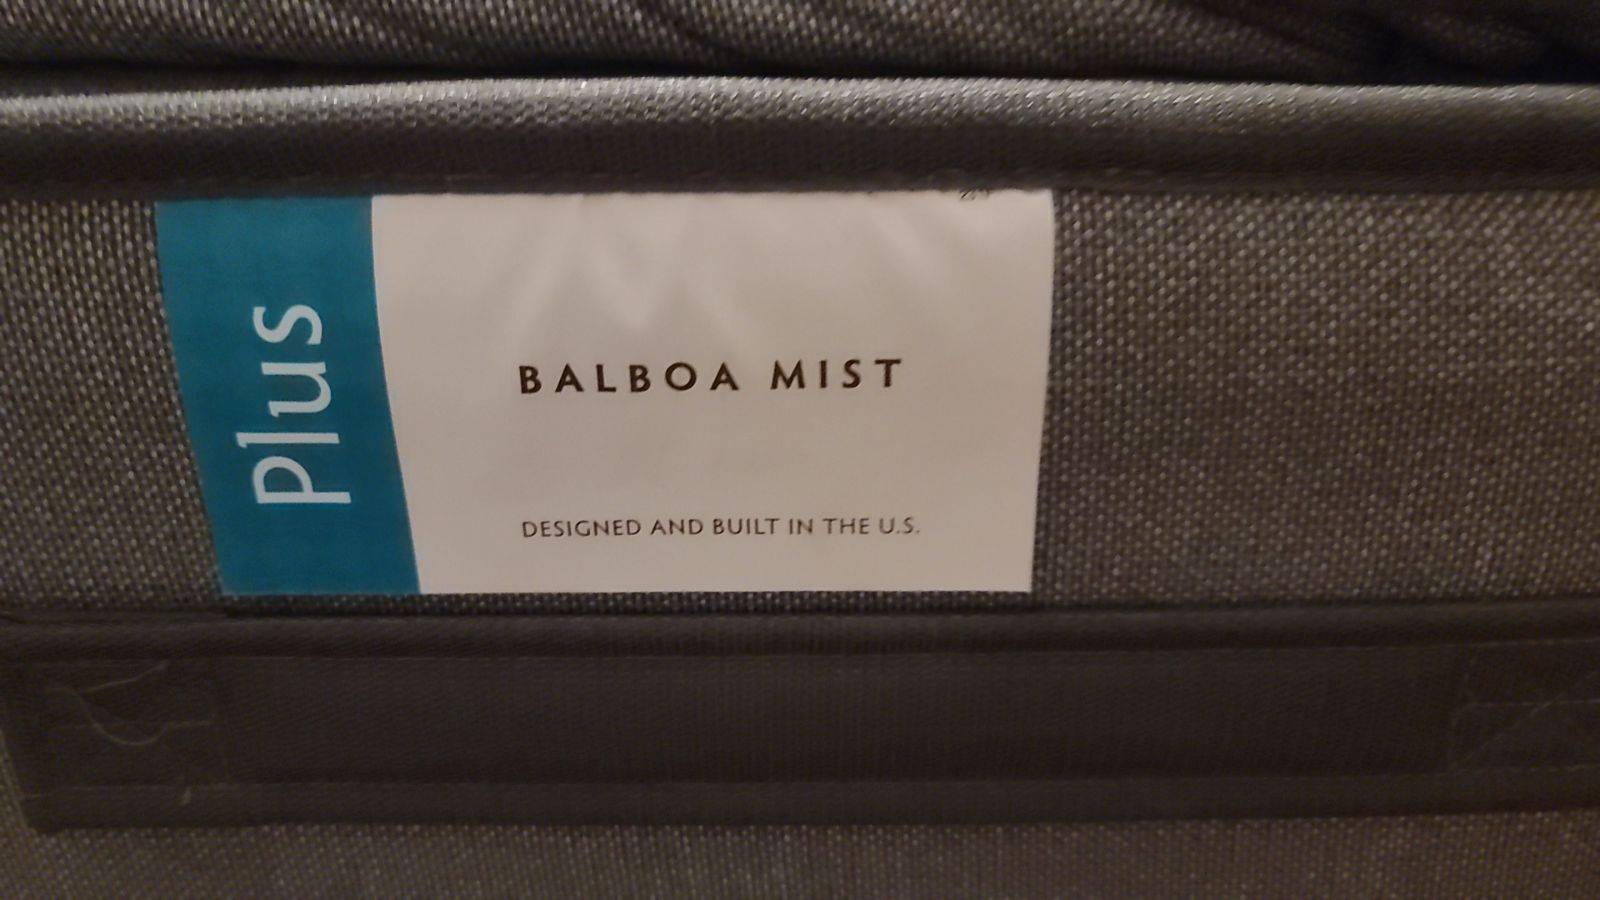 Plus
BALBOA MIST
DESIGNED AND BUILT IN THE U.S.